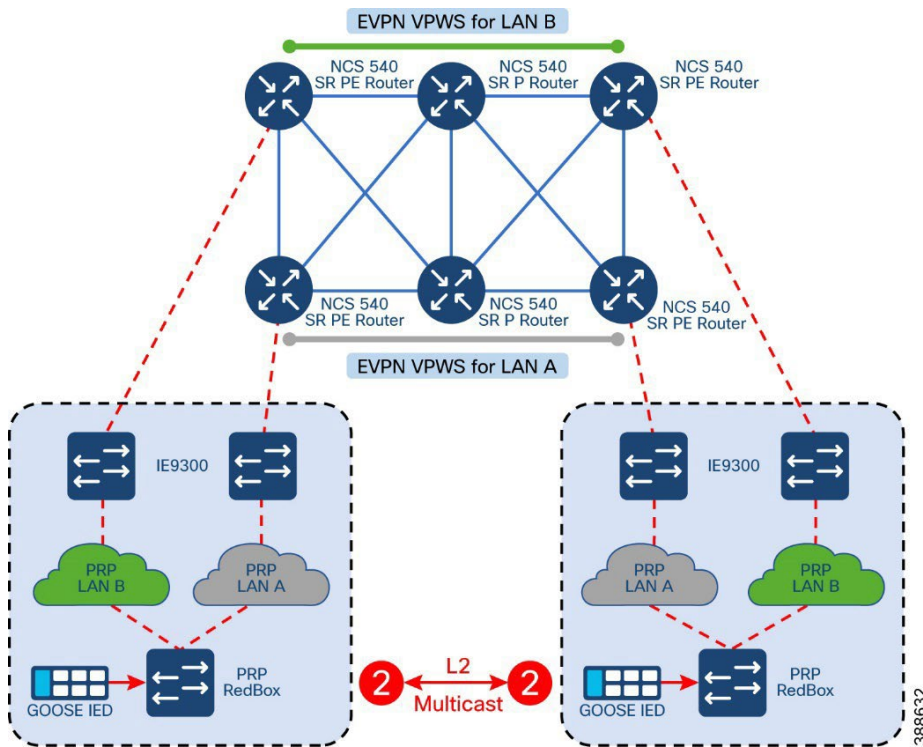 EVPN VPWS for LAN B
NCS 540
SR PE Router
NCS 540
SR P Router
NCS 540
SR PE Router
NCS 540
SR PE Router
NCS 540
SR P Router
NCS 540
SR PE Router
EVPN VPWS for LAN A
IE9300
IE9300
PRP
LAN B
PRP
LAN A
PRP
LAN A
PRP
LAN B
GOOSE IED
PRP
RedBox
2
L2
Multicast
2
GOOSE IED
PRP
RedBox
398632